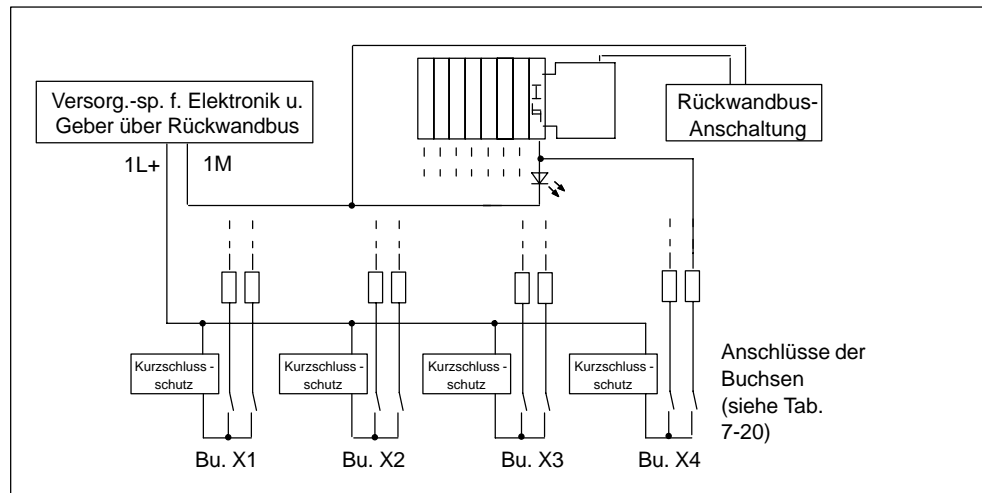 Versorg.-sp. f. Elektronik u.
Geber über Rückwandbus
Rückwandbus-
Anschaltung
1L+
1M
Kurzschluss -
schutz
Kurzschluss -
schutz
Kurzschluss -
schutz
Kurzschluss -
schutz
Anschlüsse der
Buchsen
(siehe Tab.
7-20)
Bu. X1
Bu. X2
Bu. X3
Bu. X4